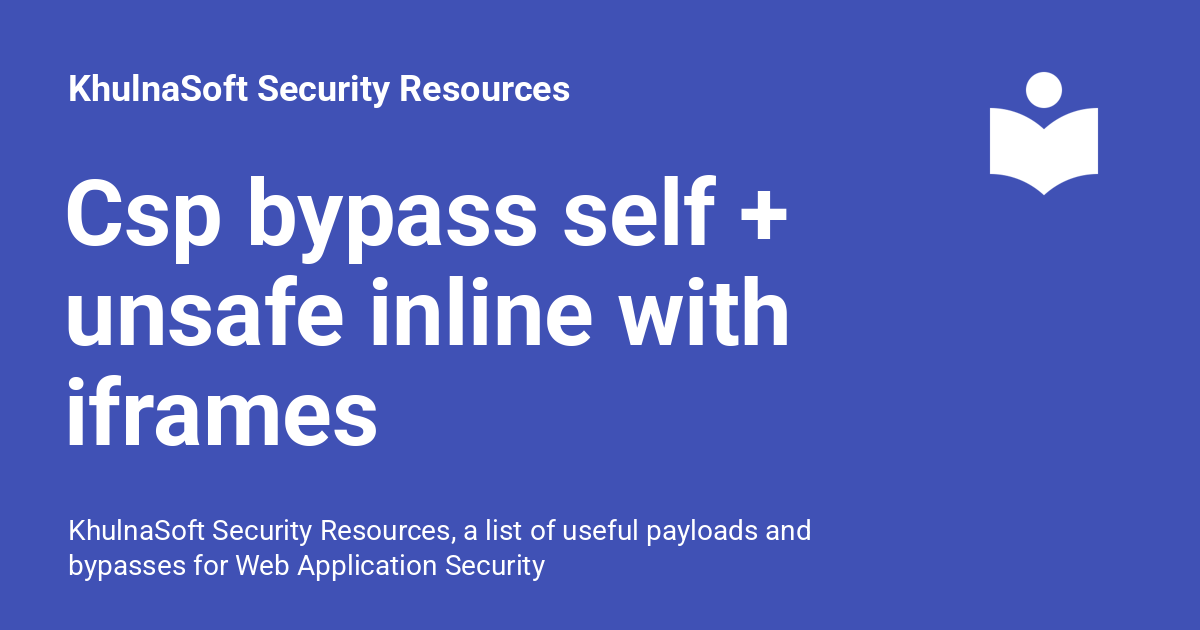 KhulnaSoft Security Resources
Csp bypass self +
unsafe inline with
iframes
KhulnaSoft Security Resources, a list of useful payloads and
bypasses for Web Application Security